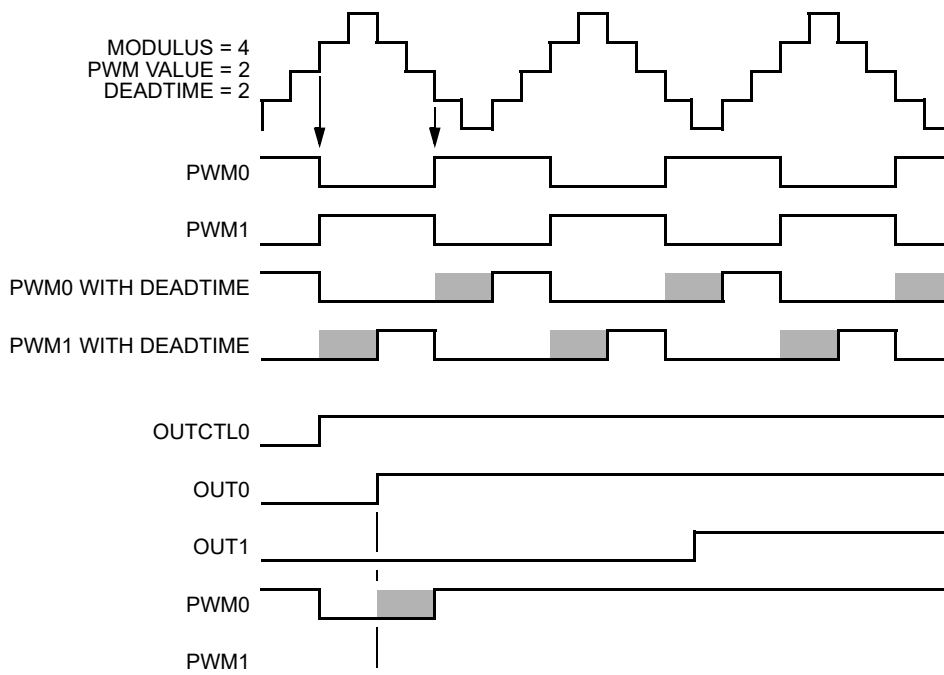 MODULUS = 4
PWM VALUE = 2
DEADTIME = 2
PWM0
PWM1
PWM0 WITH DEADTIME
PWM1 WITH DEADTIME
OUTCTL0
OUT0
OUT1
PWM0
PWM1